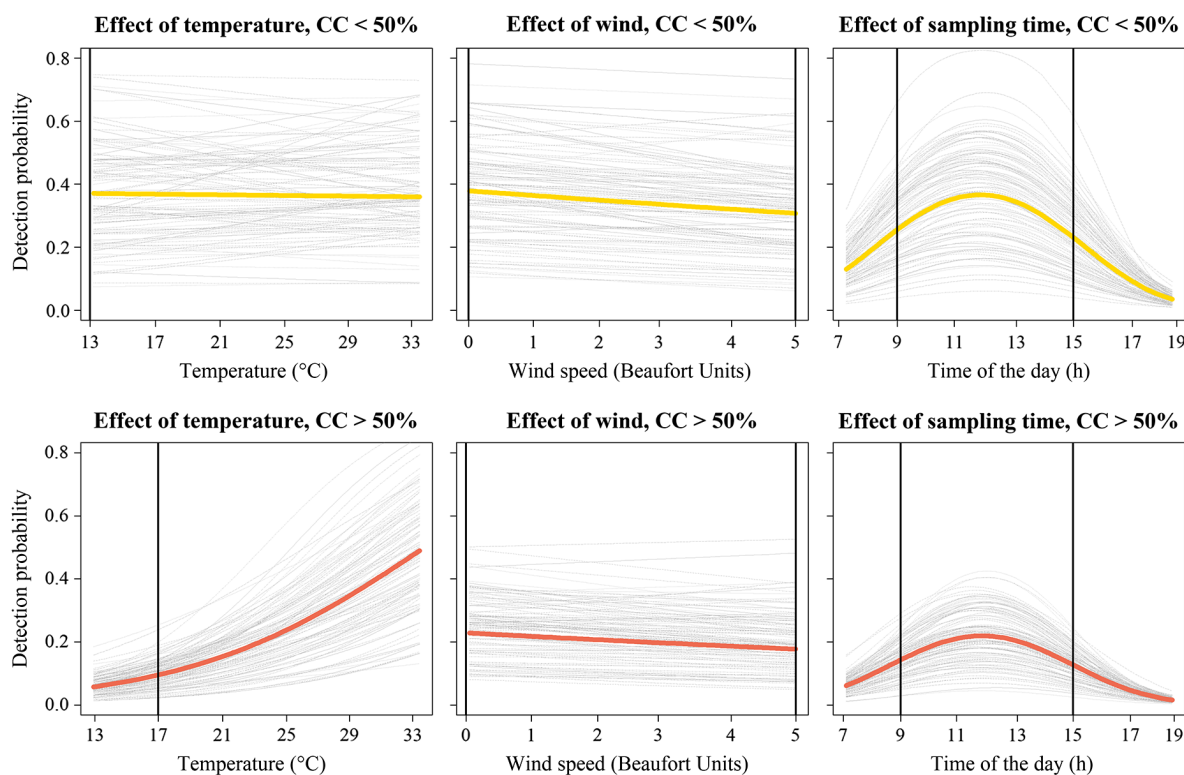 Effect of temperature, CC < 50%
Effect of wind, CC < 50%
Effect of sampling time, CC < 50%
Detection probability
0.8
0.6
0.4
0.2
0.0
13 17 21 25 29 33
0 1 2 3 4 5
7 9 11 13 15 17 19
Temperature (°C)
Wind speed (Beaufort Units)
Time of the day (h)
Effect of temperature, CC > 50%
Effect of wind, CC > 50%
Effect of sampling time, CC > 50%
Detection probability
0.8
0.6
0.4
0.2
0.0
13 17 21 25 29 33
0 1 2 3 4 5
7 9 11 13 15 17 19
Temperature (°C)
Wind speed (Beaufort Units)
Time of the day (h)